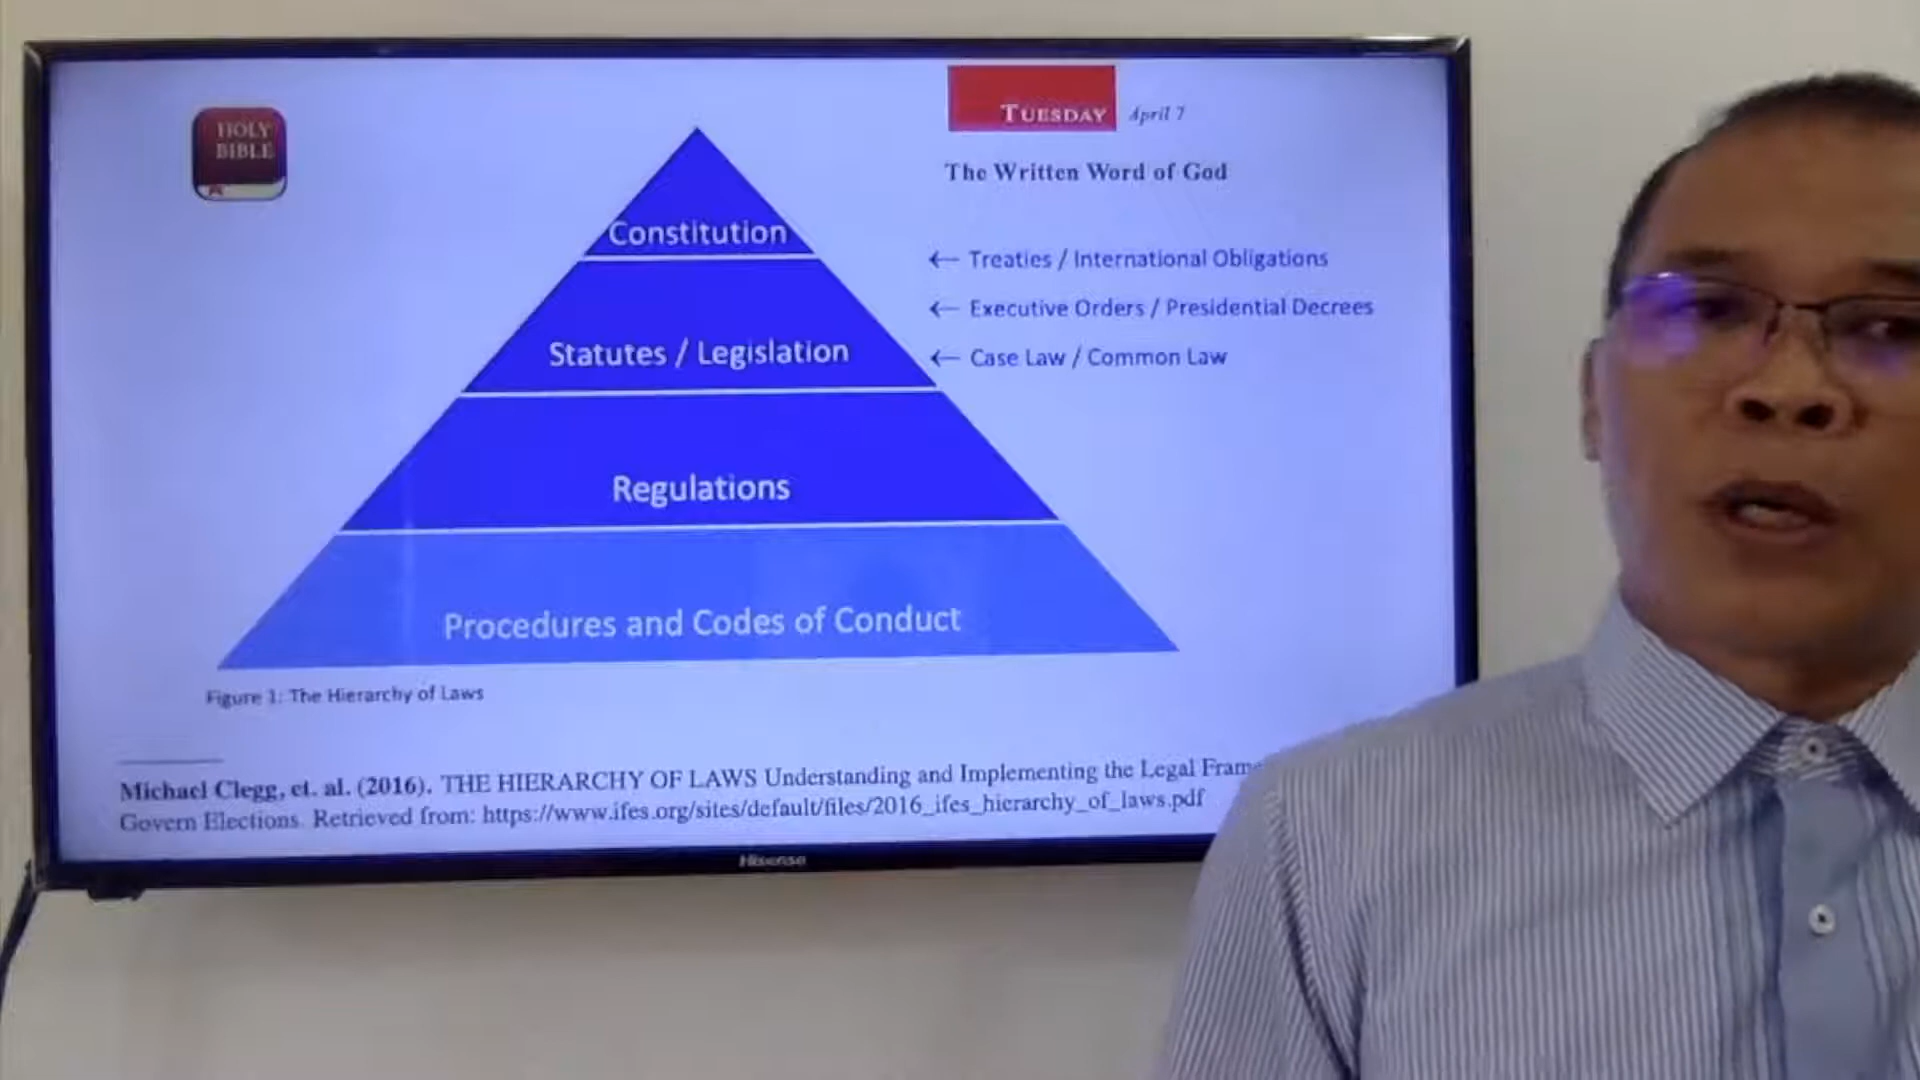 HOLY
BIBLE
TUESDAY April 7
The Written Word of God
Constitution
← Treaties / International Obligations
← Executive Orders / Presidential Decrees
Statutes / Legislation
← Case Law / Common Law
Regulations
Procedures and Codes of Conduct
Figure 1: The Hierarchy of Laws
Michael Clegg, et. al. (2016). THE HIERARCHY OF LAWS Understanding and Implementing the Legal Frame
Govern Elections. Retrieved from: https://www.ifes.org/sites/default/files/2016_ifes_hierarchy_of_laws.pdf
Hisense